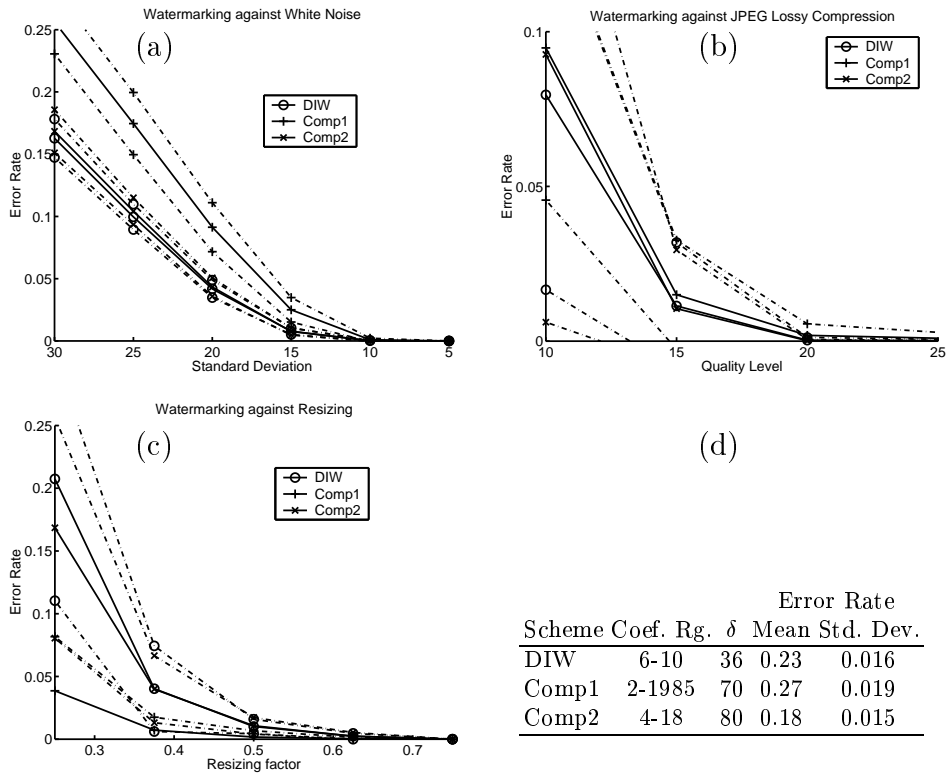 Watermarking against White Noise
(a)
0.25
0.2
0.15
0.1
0.05
0
Error Rate
DIW
Comp1
Comp2
30 25 20 15 10 5
Standard Deviation
Watermarking against JPEG Lossy Compression
(b)
0.1
0.05
0
Error Rate
DIW
Comp1
Comp2
10 15 20 25
Quality Level
Watermarking against Resizing
(c)
0.25
0.2
0.15
0.1
0.05
0
Error Rate
DIW
Comp1
Comp2
0.3 0.4 0.5 0.6 0.7
Resizing factor
(d)
Error Rate
Scheme Coef. Rg. δ Mean Std. Dev.
DIW 6-10 36 0.23 0.016
Comp1 2-1985 70 0.27 0.019
Comp2 4-18 80 0.18 0.015